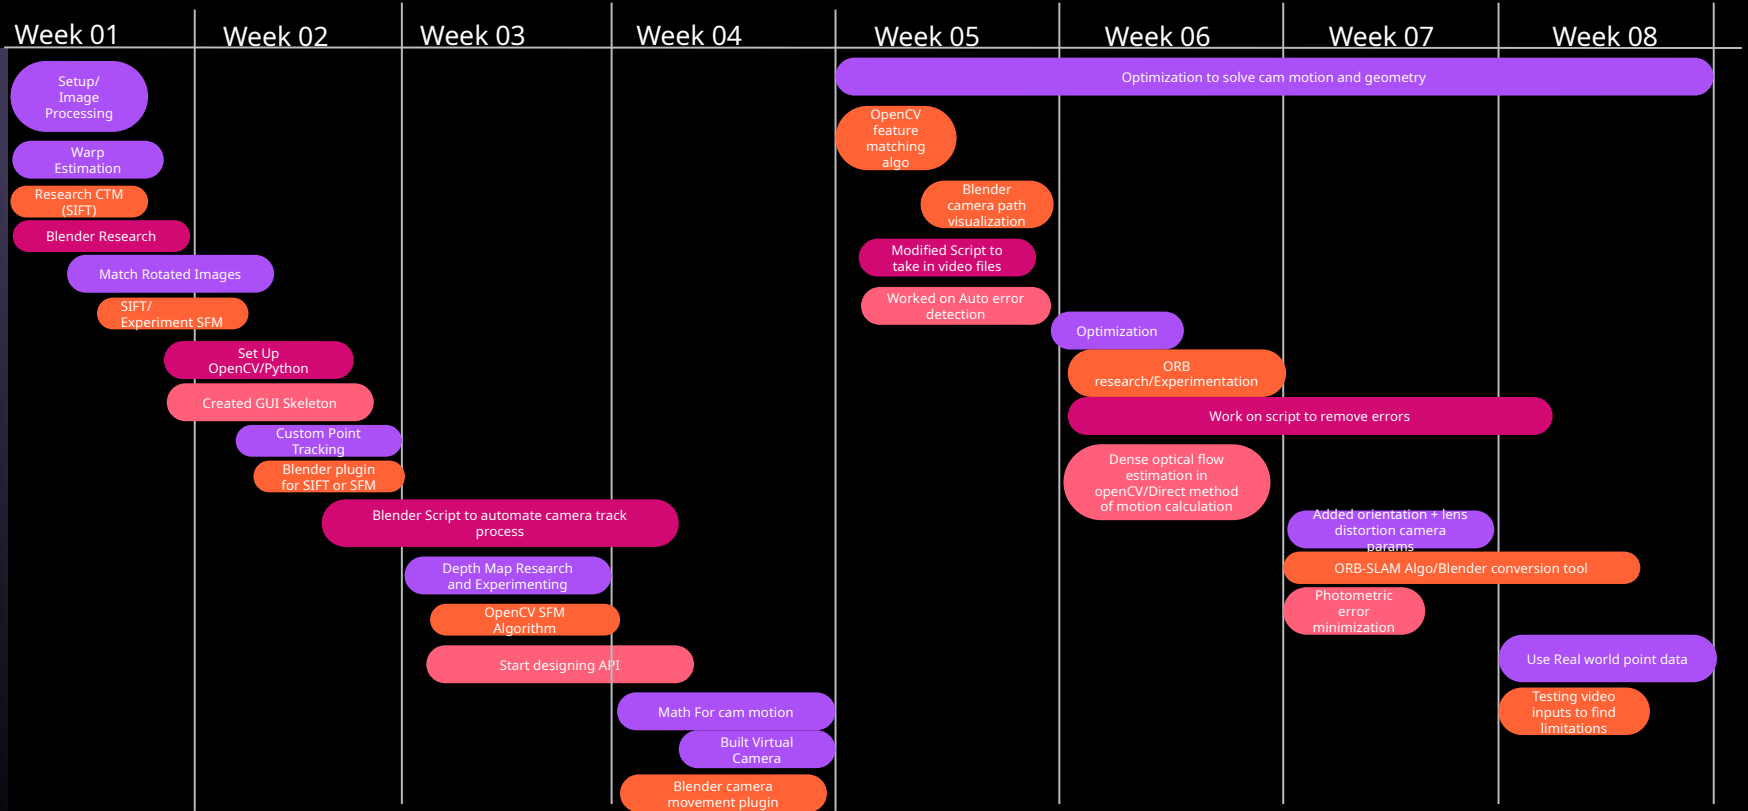 Week 01
Week 02
Week 03
Week 04
Week 05
Week 06
Week 07
Week 08
Setup/
Image
Processing
Warp
Estimation
Research CTM
(SIFT)
Blender Research
Match Rotated Images
SIFT/
Experiment SFM
Set Up
OpenCV/Python
Created GUI Skeleton
Custom Point
Tracking
Blender plugin
for SIFT or SFM
Blender Script to automate camera track
process
Depth Map Research
and Experimenting
OpenCV SFM
Algorithm
Start designing API
Math For cam motion
Built Virtual
Camera
Blender camera
movement plugin
Optimization to solve cam motion and geometry
OpenCV
feature
matching
algo
Blender
camera path
visualization
Modified Script to
take in video files
Worked on Auto error
detection
Optimization
ORB
research/Experimentation
Work on script to remove errors
Dense optical flow
estimation in
openCV/Direct method
of motion calculation
Added orientation + lens
distortion camera
params
ORB-SLAM Algo/Blender conversion tool
Photometric
error
minimization
Use Real world point data
Testing video
inputs to find
limitations